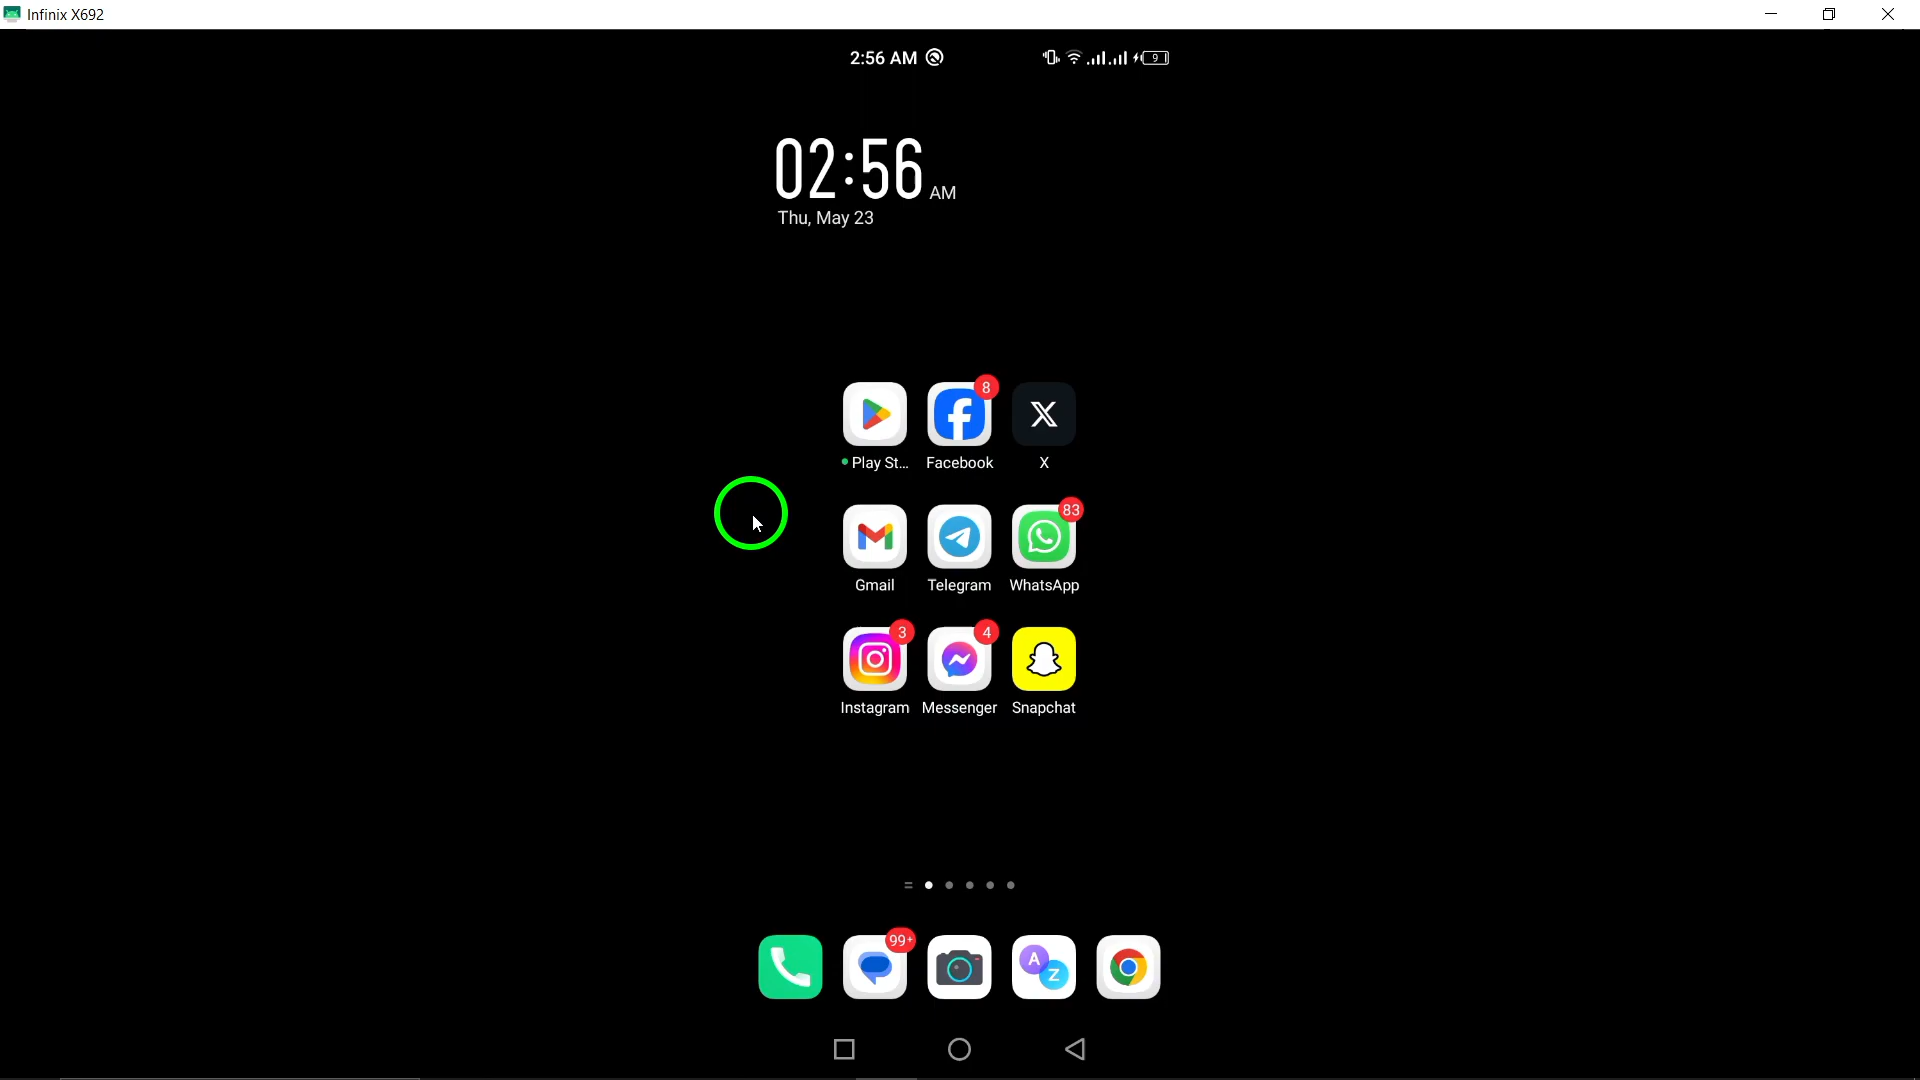 Infinix X692
2:56 AM
9
02:56 AM
Thu, May 23
8
Play St... Facebook X
83
Gmail Telegram WhatsApp
3 4
Instagram Messenger Snapchat
99+
A
Z